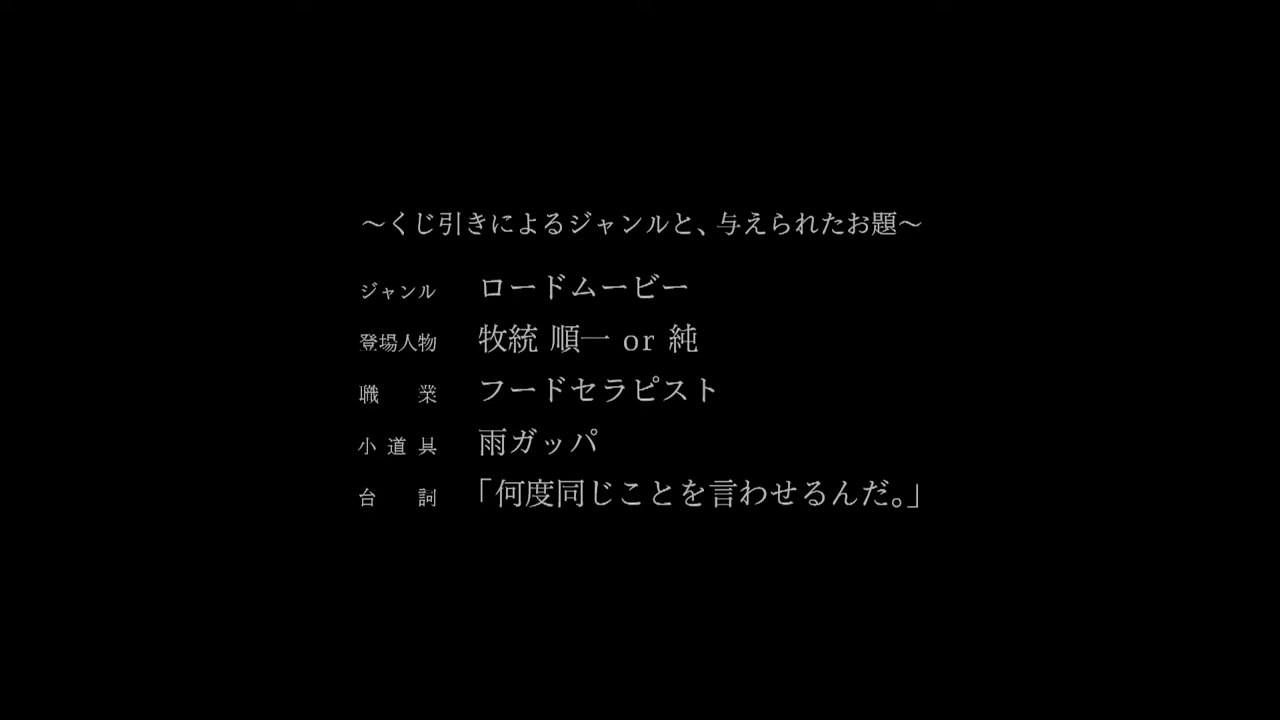 ～くじ引きによるジャンルと、与えられたお題～
ジャンル ロードムービー
登場人物 牧統 順一 or 純
職業 フードセラピスト
小道具 雨ガッパ
台詞 「何度同じことを言わせるんだ。」